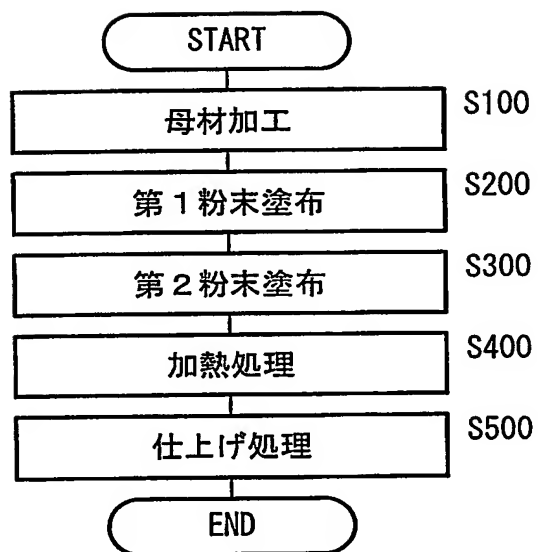 START
母材加工 S100
第1粉末塗布 S200
第2粉末塗布 S300
加熱処理 S400
仕上げ処理 S500
END